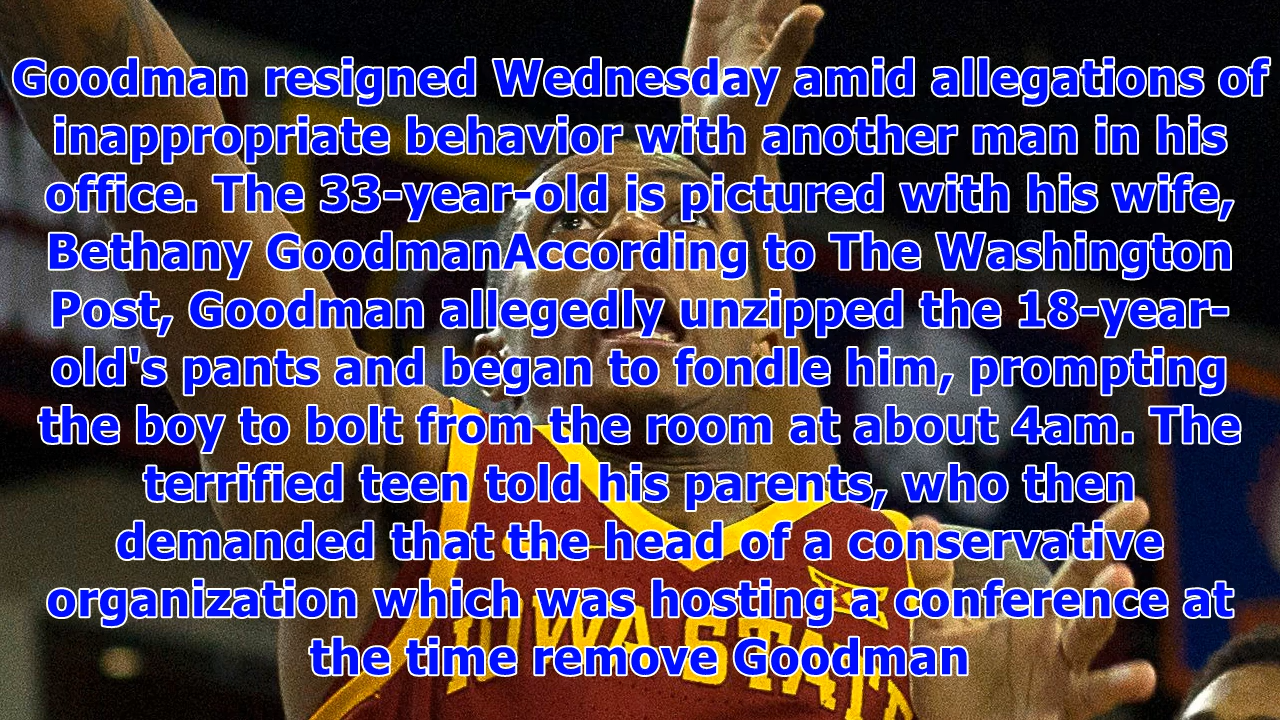 Goodman resigned Wednesday amid allegations of
inappropriate behavior with another man in his
office. The 33-year-old is pictured with his wife,
Bethany GoodmanAccording to The Washington
Post, Goodman allegedly unzipped the 18-year-
old's pants and began to fondle him, prompting
the boy to bolt from the room at about 4am. The
terrified teen told his parents, who then
demanded that the head of a conservative
organization which was hosting a conference at
the time remove Goodman
IOWA STATE